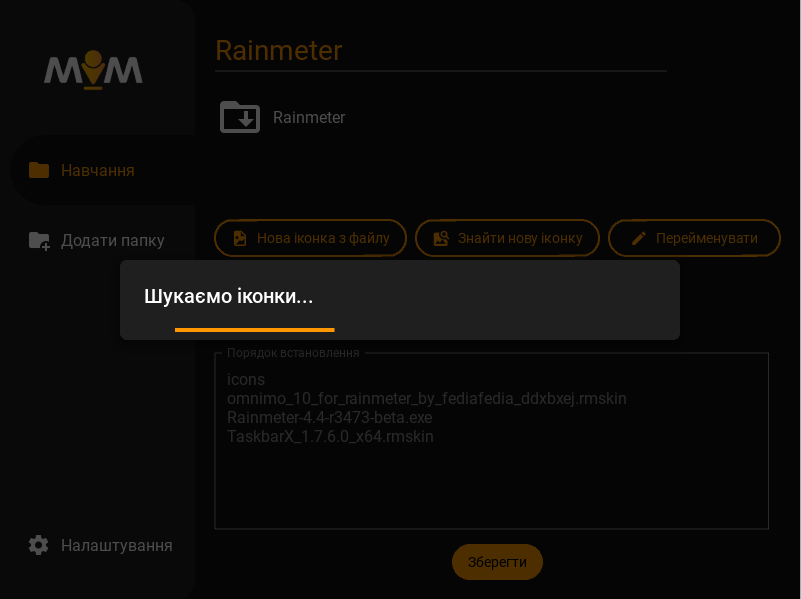 MVM
Rainmeter
Rainmeter
Навчання
Додати папку
Нова іконка з файлу
Знайти нову іконку
Перейменувати
Шукаємо іконки...
Порядок встановлення
icons
omnimo_10_for_rainmeter_by_fediafedia_ddxbxej.rmskin
Rainmeter-4.4-r3473-beta.exe
TaskbarX_1.7.6.0_x64.rmskin
Налаштування
Зберегти